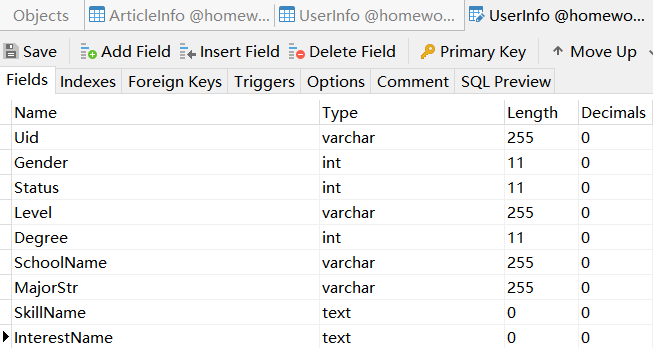 Objects ArticleInfo @homew... UserInfo @homewo... UserInfo @homewo...
Save Add Field Insert Field Delete Field Primary Key Move Up
Fields Indexes Foreign Keys Triggers Options Comment SQL Preview
Name Type Length Decimals
Uid varchar 255 0
Gender int 11 0
Status int 11 0
Level varchar 255 0
Degree int 11 0
SchoolName varchar 255 0
MajorStr varchar 255 0
SkillName text 0 0
InterestName text 0 0